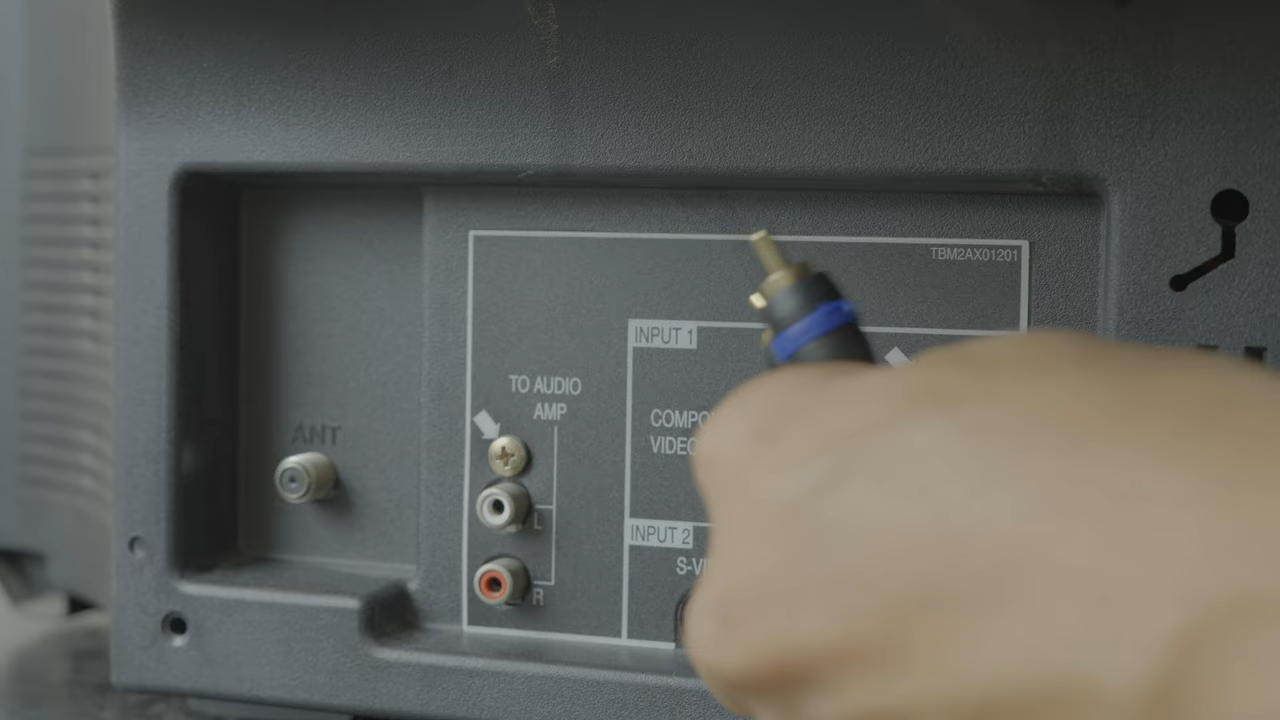 TBM2AX01201
INPUT 1
TO AUDIO
AMP
ANT
L
R
INPUT 2